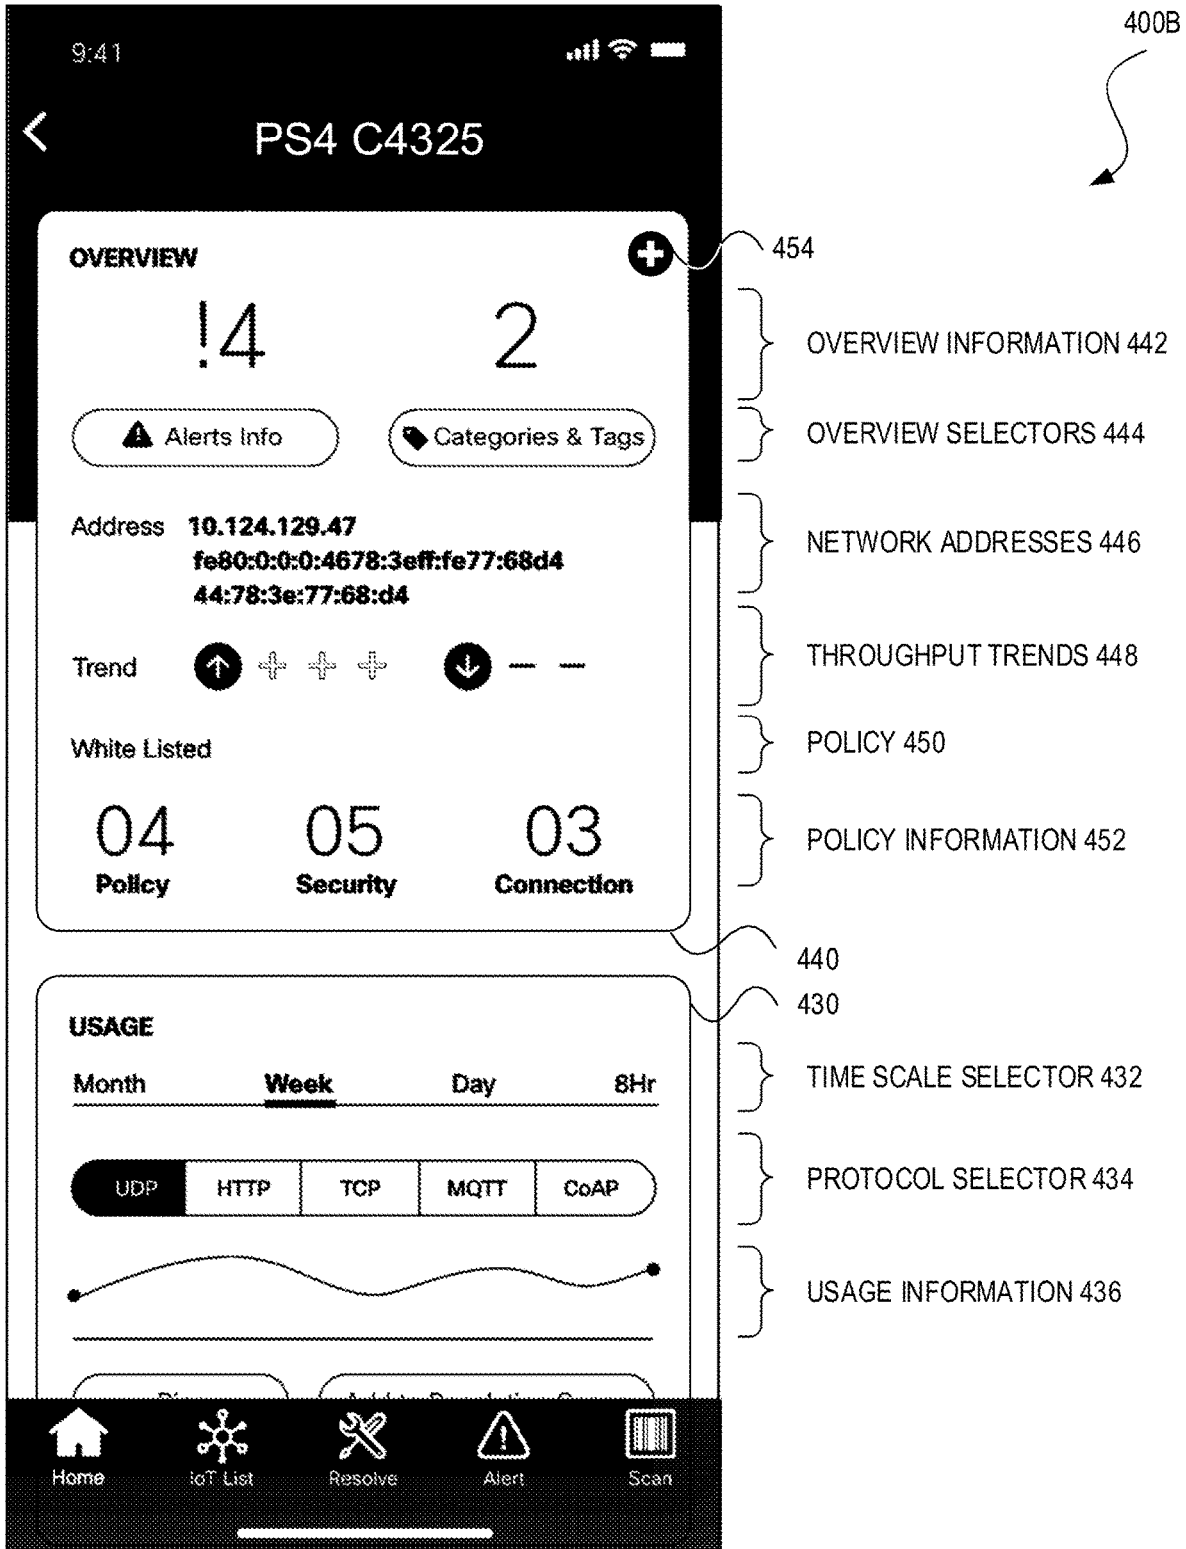 400B
9:41
PS4 C4325
OVERVIEW
454
!4 2
OVERVIEW INFORMATION 442
Alerts Info Categories & Tags
OVERVIEW SELECTORS 444
Address 10.124.129.47
fe80:0:0:0:4678:3eff:fe77:68d4
44:78:3e:77:68:d4
NETWORK ADDRESSES 446
Trend
THROUGHPUT TRENDS 448
White Listed
POLICY 450
04 05 03
Policy Security Connection
POLICY INFORMATION 452
440
430
USAGE
Month Week Day 8Hr
TIME SCALE SELECTOR 432
UDP HTTP TCP MQTT CoAP
PROTOCOL SELECTOR 434
USAGE INFORMATION 436
Home IoT List Resolve Alert Scan